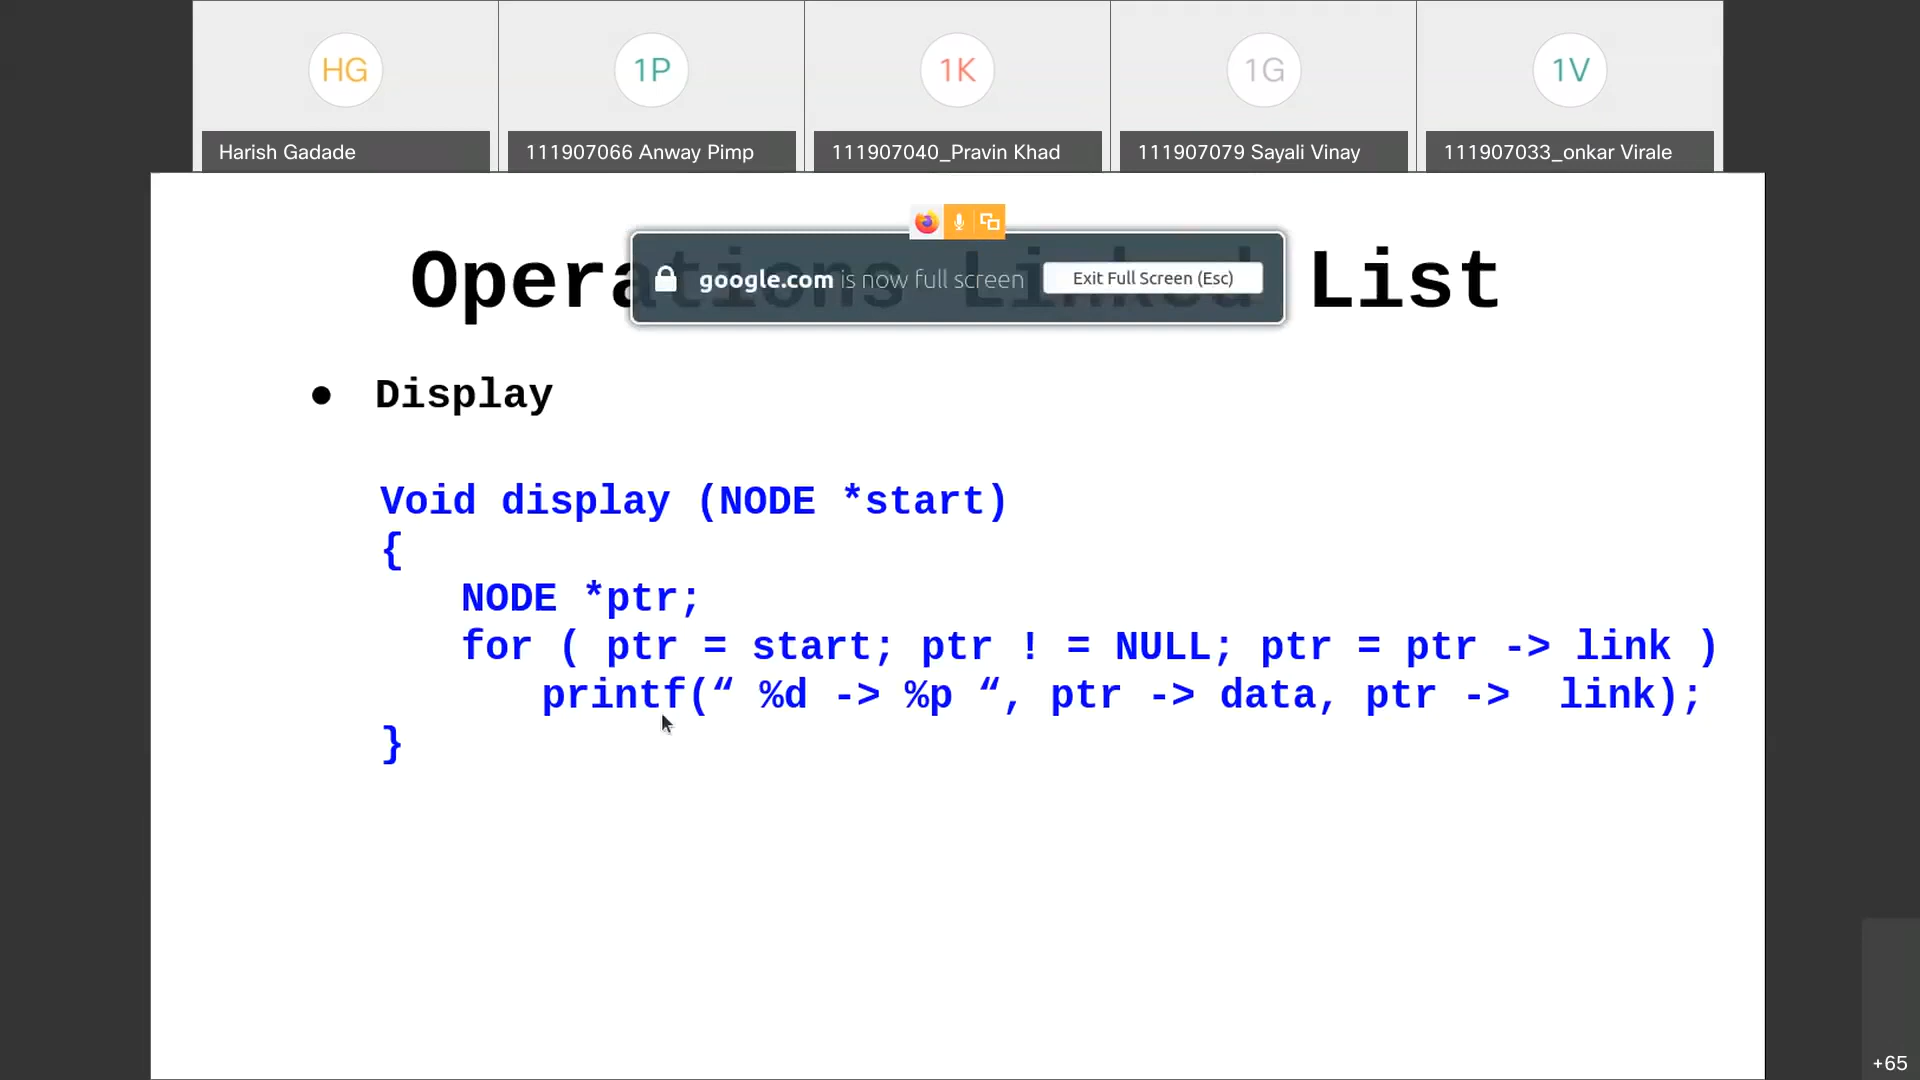 HG
1P
1K
1G
1V
Harish Gadade
111907066 Anway Pimp
111907040_Pravin Khad
111907079 Sayali Vinay
111907033_onkar Virale
Operations Linked List
google.com is now full screen
Exit Full Screen (Esc)
● Display
Void display (NODE *start)
{
NODE *ptr;
for ( ptr = start; ptr ! = NULL; ptr = ptr -> link )
printf(“ %d -> %p “, ptr -> data, ptr ->  link);
}
+65